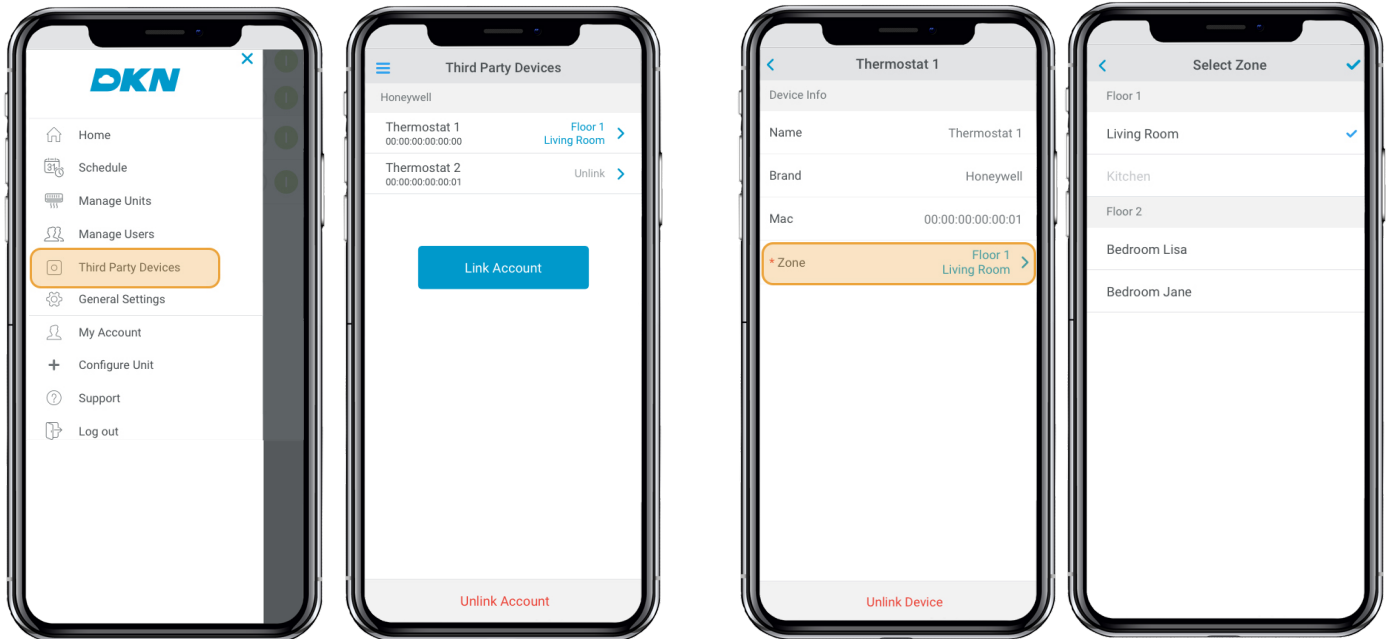 DKN
Home
31
Schedule
Manage Units
Manage Users
Third Party Devices
General Settings
My Account
+ Configure Unit
? Support
Log out
Third Party Devices
Honeywell
Thermostat 1 Floor 1
00:00:00:00:00:00 Living Room
Thermostat 2 Unlink
00:00:00:00:00:01
Link Account
Unlink Account
Thermostat 1
Device Info
Name Thermostat 1
Brand Honeywell
Mac 00:00:00:00:00:01
* Zone Floor 1
Living Room
Unlink Device
Select Zone
Floor 1
Living Room
Kitchen
Floor 2
Bedroom Lisa
Bedroom Jane